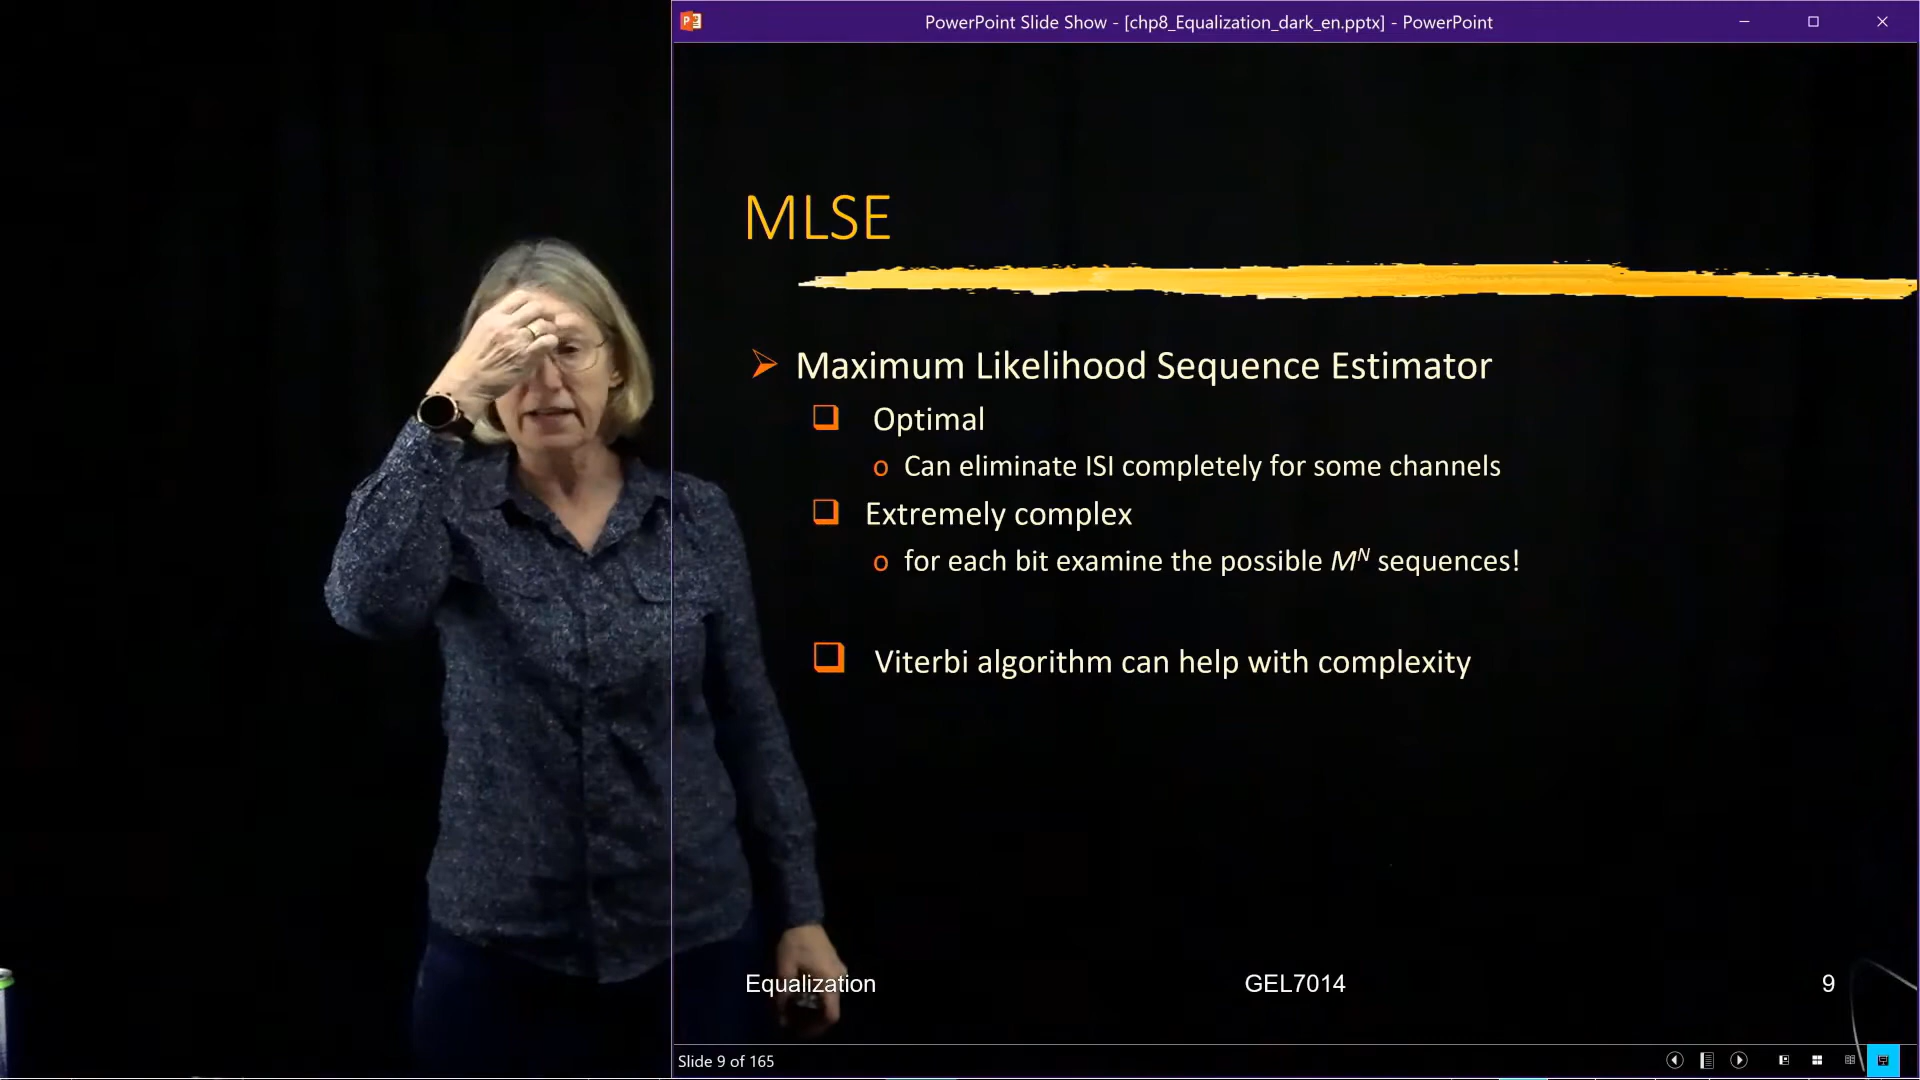 PowerPoint Slide Show - [chp8_Equalization_dark_en.pptx] - PowerPoint
MLSE
Maximum Likelihood Sequence Estimator
Optimal
Can eliminate ISI completely for some channels
Extremely complex
for each bit examine the possible M^N sequences!
Viterbi algorithm can help with complexity
Equalization
GEL7014
9
Slide 9 of 165